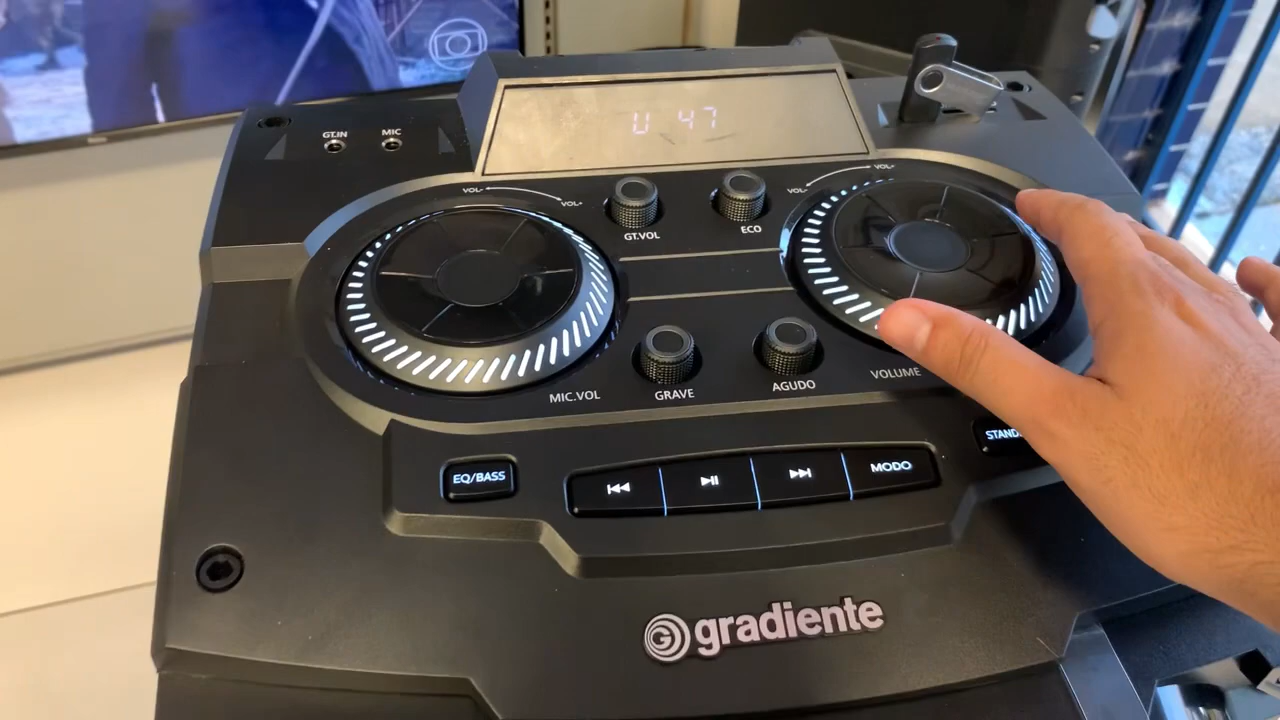 U 47
GT.IN
MIC
VOL- VOL+
GT.VOL
ECO
VOL- VOL+
MIC.VOL
GRAVE
AGUDO
VOLUME
EQ/BASS
MODO
G gradiente